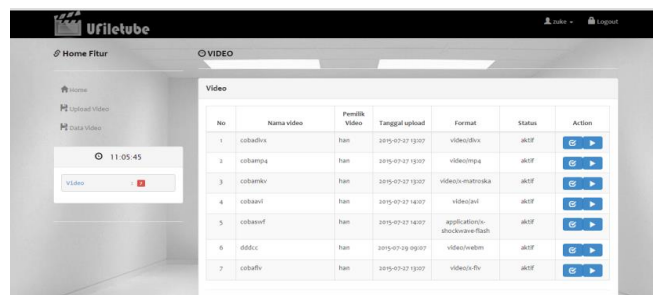 UFiletube
zuke
Logout
Home Fitur
VIDEO
Home
Upload Video
Data Video
11:05:45
Video : 7
Video
No Nama video Pemilik Video Tanggal upload Format Status Action
1 cobadivx han 2015-07-27 13:07 video/divx aktif
2 cobamp4 han 2015-07-27 13:07 video/mp4 aktif
3 cobamkv han 2015-07-27 13:07 video/x-matroska aktif
4 cobaavi han 2015-07-27 14:07 video/avi aktif
5 cobaswf han 2015-07-27 14:07 application/x-shockwave-flash aktif
6 dddcc han 2015-07-29 09:07 video/webm aktif
7 cobaflv han 2015-07-27 13:07 video/x-flv aktif